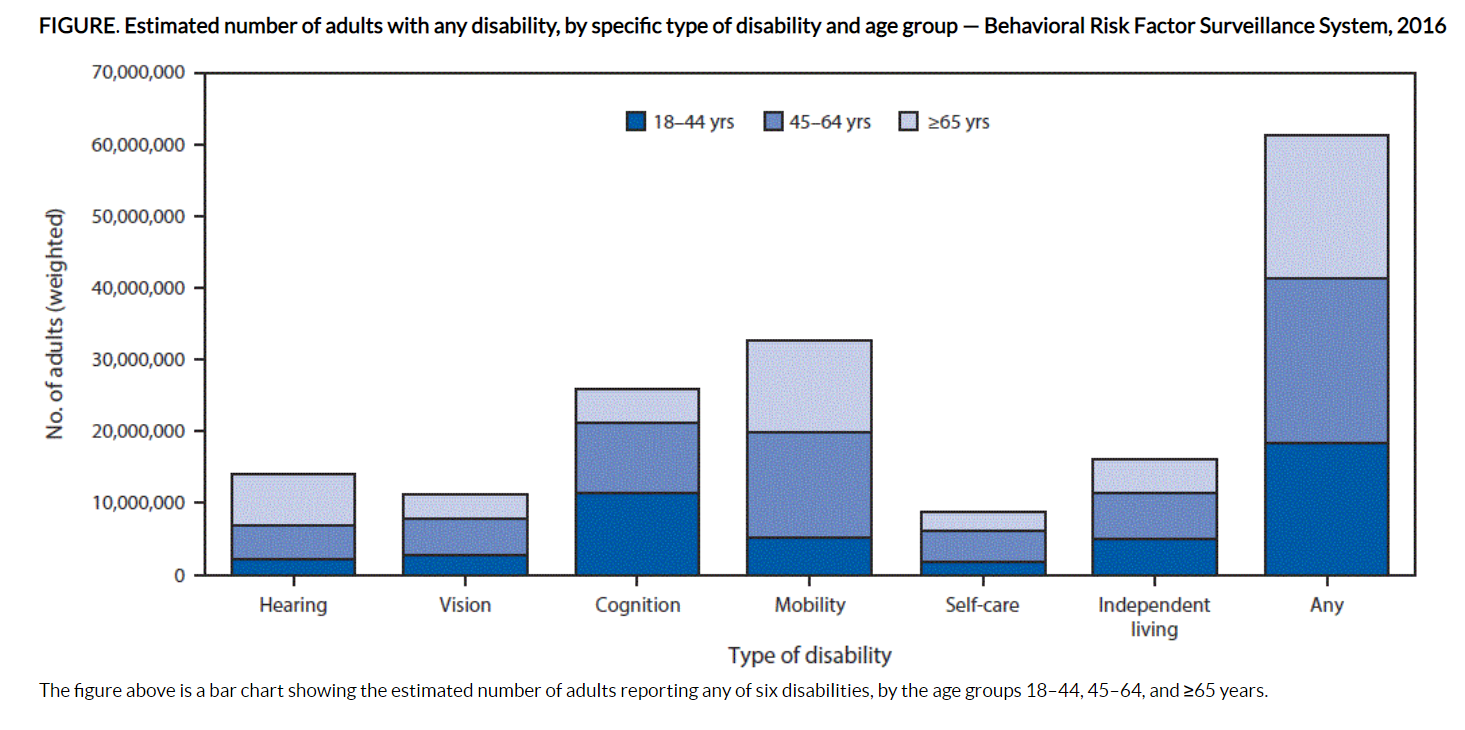 FIGURE. Estimated number of adults with any disability, by specific type of disability and age group — Behavioral Risk Factor Surveillance System, 2016
70,000,000
18–44 yrs 45–64 yrs ≥65 yrs
60,000,000
50,000,000
40,000,000
30,000,000
20,000,000
10,000,000
0
No. of adults (weighted)
Hearing Vision Cognition Mobility Self-care Independent Any
living
Type of disability
The figure above is a bar chart showing the estimated number of adults reporting any of six disabilities, by the age groups 18–44, 45–64, and ≥65 years.